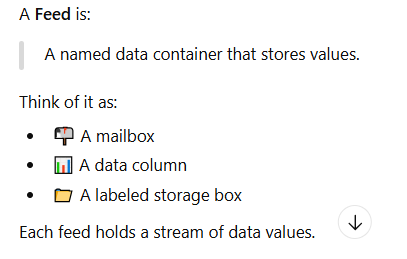 A Feed is:
A named data container that stores values.
Think of it as:
• 📬 A mailbox
• 📊 A data column
• 📂 A labeled storage box
Each feed holds a stream of data values.